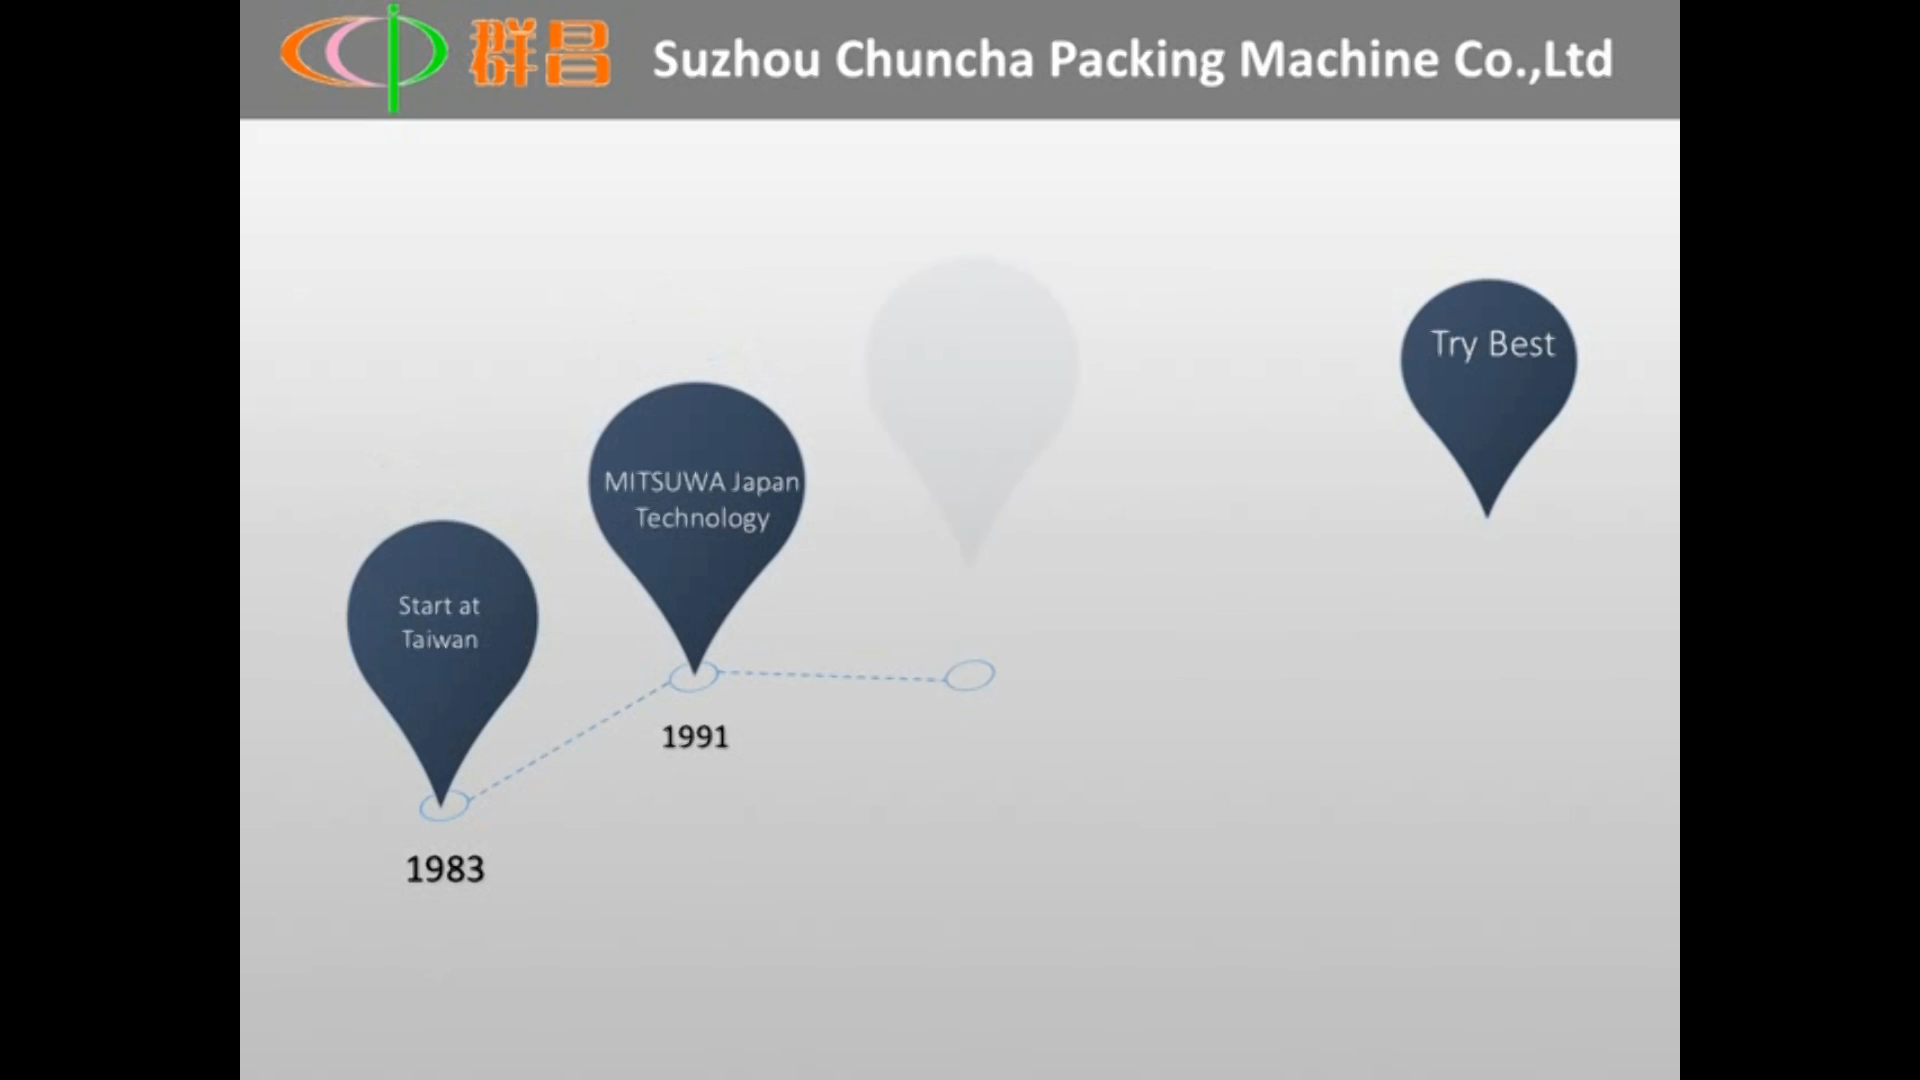 群昌 Suzhou Chuncha Packing Machine Co.,Ltd
Try Best
MITSUWA Japan
Technology
Start at
Taiwan
1991
1983